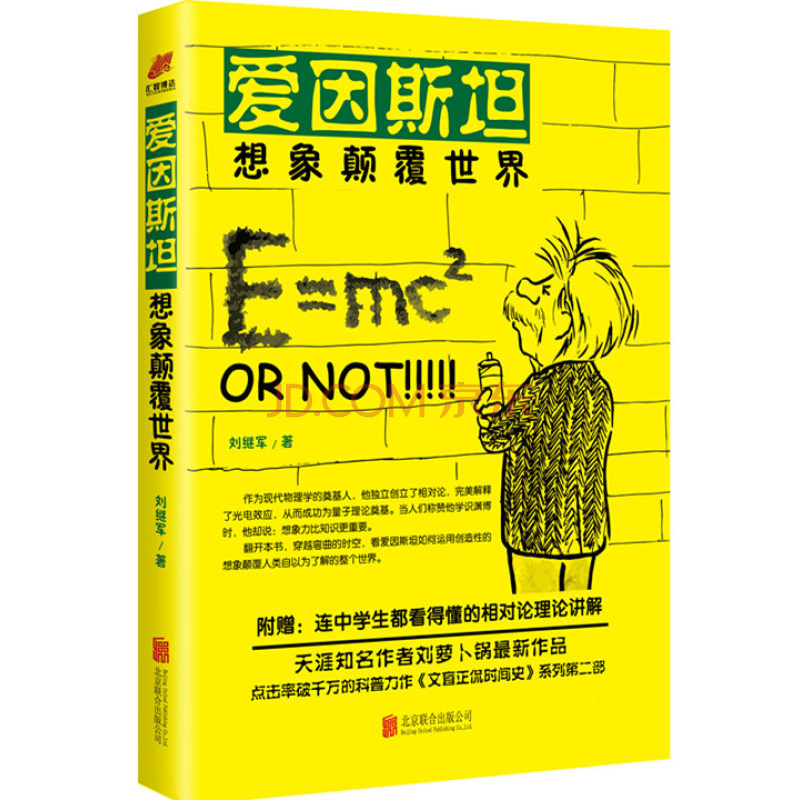 汇智博达
爱因斯坦
想象颠覆世界
刘继军/著
北京联合出版公司
Beijing United Publishing Co.,Ltd.
爱因斯坦
想象颠覆世界
E=mc²
OR NOT!!!!!
JD.COM 京东
刘继军/著
作为现代物理学的奠基人,他独立创立了相对论,完美解释
了光电效应,从而成功为量子理论奠基。当人们称赞他学识渊博
时,他却说:想象力比知识更重要。
翻开本书,穿越弯曲的时空,看爱因斯坦如何运用创造性的
想象颠覆人类自以为了解的整个世界。
附赠:连中学生都看得懂的相对论理论讲解
天涯知名作者刘萝卜锅最新作品
点击率破千万的科普力作《文盲正侃时间史》系列第二部
北京联合出版公司
Beijing United Publishing Co.,Ltd.